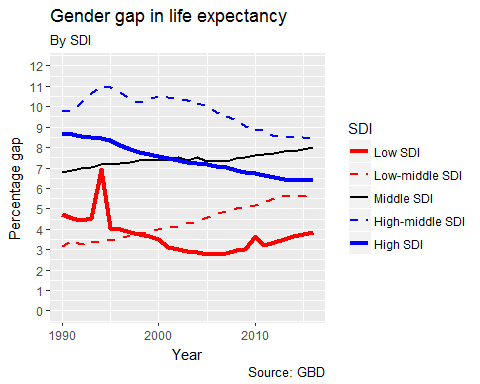 Gender gap in life expectancy
By SDI
12
11
10
9
8
7
6
5
4
3
2
1
0
Percentage gap
1990 2000 2010
Year
SDI
Low SDI
Low-middle SDI
Middle SDI
High-middle SDI
High SDI
Source: GBD